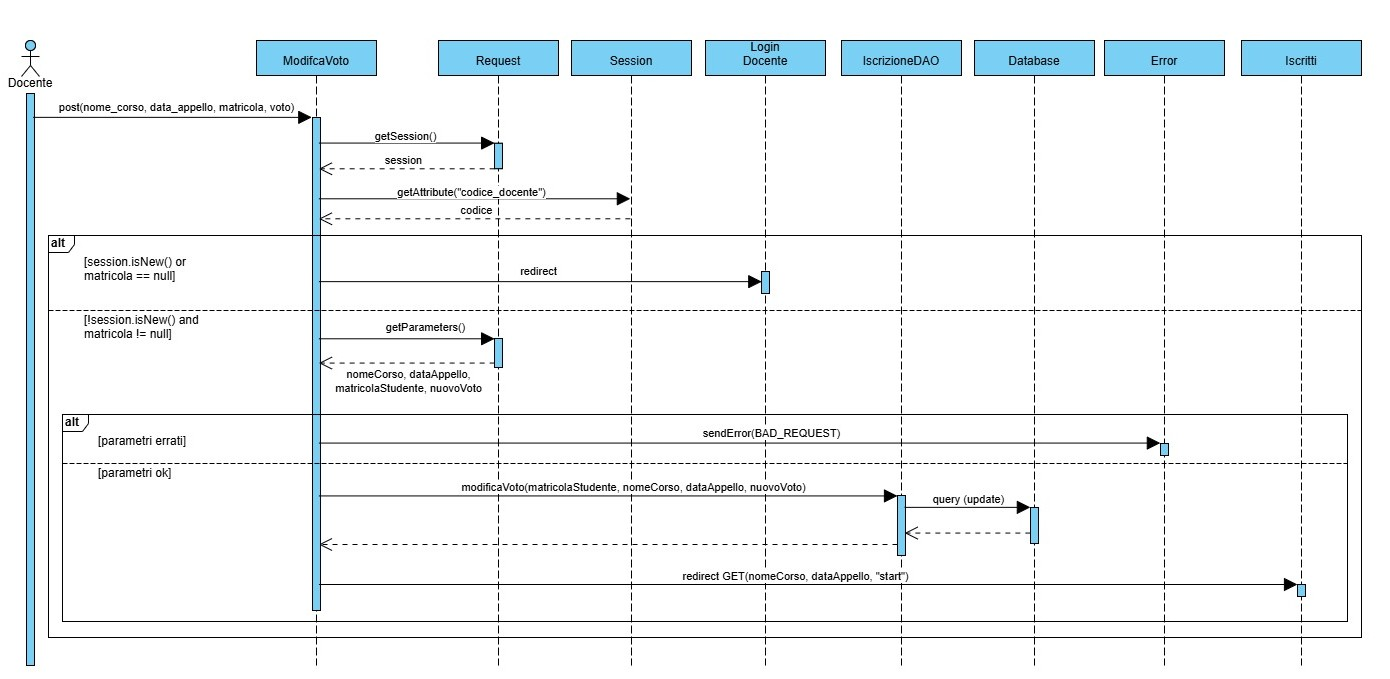 Docente
ModifcaVoto
Request
Session
Login
Docente
IscrizioneDAO
Database
Error
Iscritti
post(nome_corso, data_appello, matricola, voto)
getSession()
session
getAttribute("codice_docente")
codice
alt
[session.isNew() or
matricola == null]
redirect
[!session.isNew() and
matricola != null]
getParameters()
nomeCorso, dataAppello,
matricolaStudente, nuovoVoto
alt
[parametri errati]
sendError(BAD_REQUEST)
[parametri ok]
modificaVoto(matricolaStudente, nomeCorso, dataAppello, nuovoVoto)
query (update)
redirect GET(nomeCorso, dataAppello, "start")